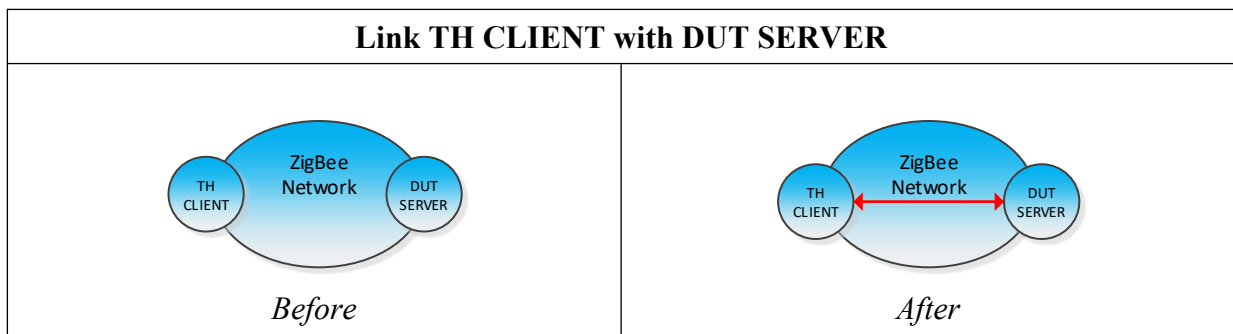 Link TH CLIENT with DUT SERVER
ZigBee
Network
TH
CLIENT
DUT
SERVER
Before
ZigBee
Network
TH
CLIENT
DUT
SERVER
After